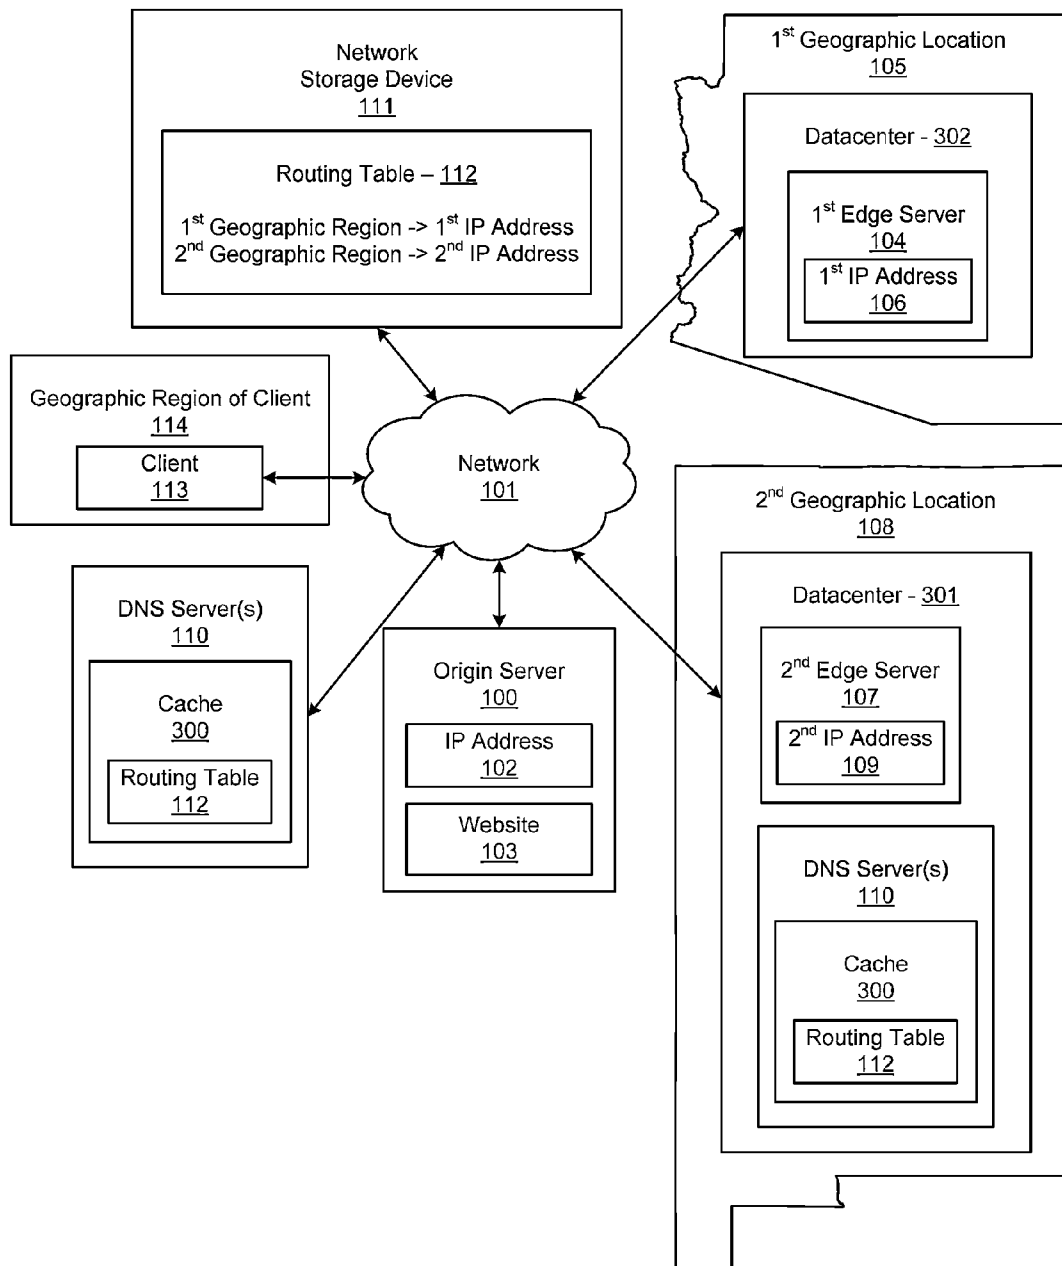 Network
Storage Device
111
Routing Table – 112
1st Geographic Region -> 1st IP Address
2nd Geographic Region -> 2nd IP Address
1st Geographic Location
105
Datacenter - 302
1st Edge Server
104
1st IP Address
106
Geographic Region of Client
114
Client
113
Network
101
2nd Geographic Location
108
Datacenter - 301
2nd Edge Server
107
2nd IP Address
109
DNS Server(s)
110
Cache
300
Routing Table
112
DNS Server(s)
110
Cache
300
Routing Table
112
Origin Server
100
IP Address
102
Website
103